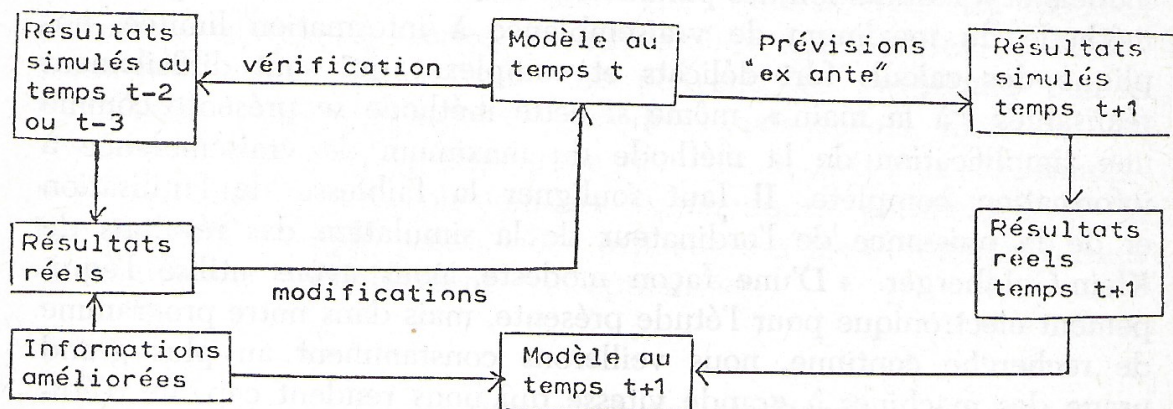 Résultats
simulés au
temps t-2
ou t-3
vérification
Modèle au
temps t
Prévisions
"ex ante"
Résultats
simulés
temps t+1
Résultats
réels
modifications
Résultats
réels
temps t+1
Informations
améliorées
Modèle au
temps t+1